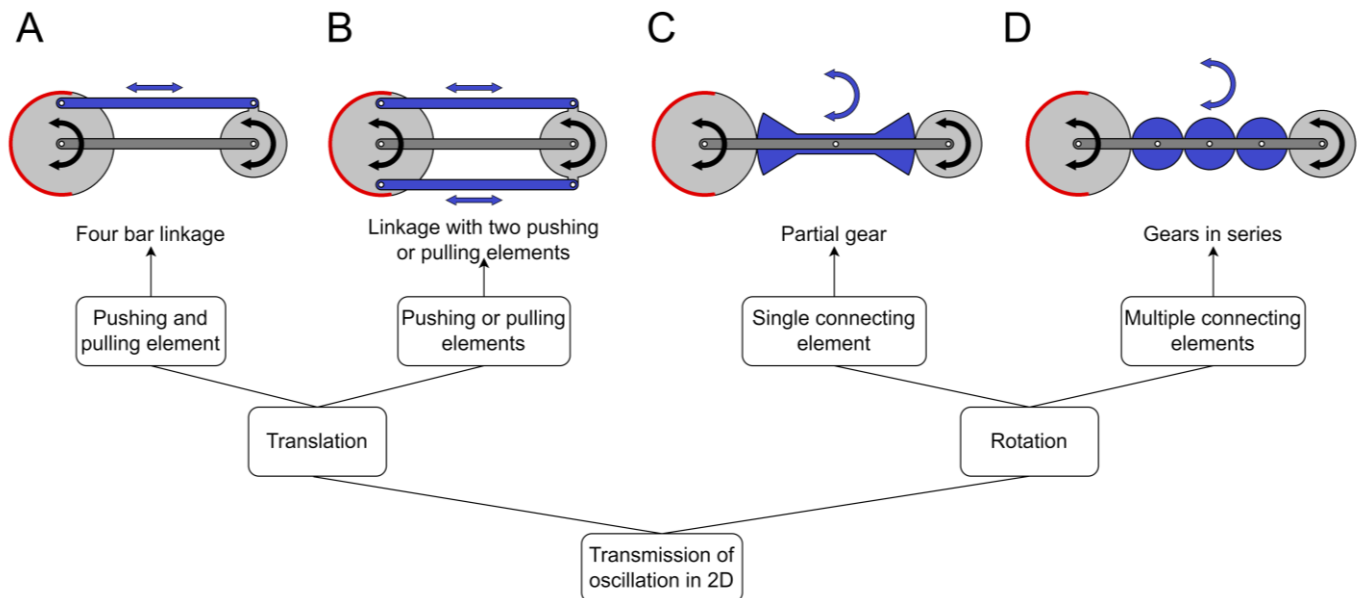 A
B
C
D
Four bar linkage
Linkage with two pushing
or pulling elements
Partial gear
Gears in series
Pushing and
pulling element
Pushing or pulling
elements
Single connecting
element
Multiple connecting
elements
Translation
Rotation
Transmission of
oscillation in 2D